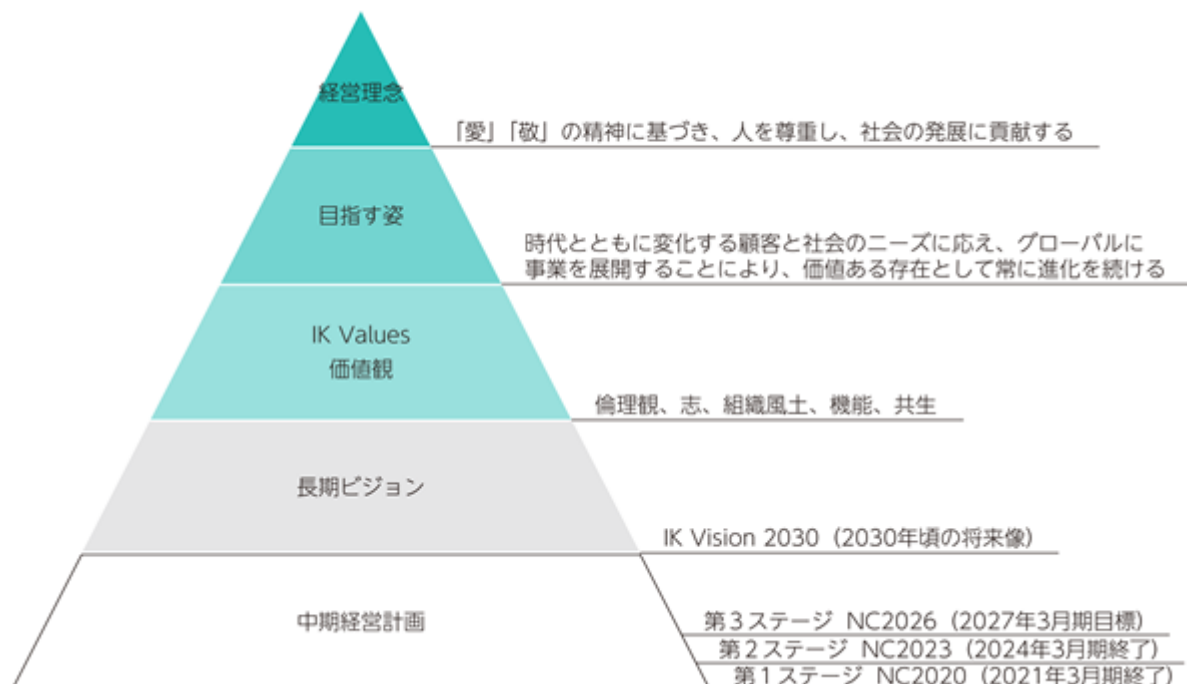 経営理念
「愛」「敬」の精神に基づき、人を尊重し、社会の発展に貢献する
目指す姿
時代とともに変化する顧客と社会のニーズに応え、グローバルに
事業を展開することにより、価値ある存在として常に進化を続ける
IK Values
価値観
倫理観、志、組織風土、機能、共生
長期ビジョン
IK Vision 2030（2030年頃の将来像）
中期経営計画
第３ステージ NC2026（2027年3月期目標）
第２ステージ NC2023（2024年3月期終了）
第１ステージ NC2020（2021年3月期終了）